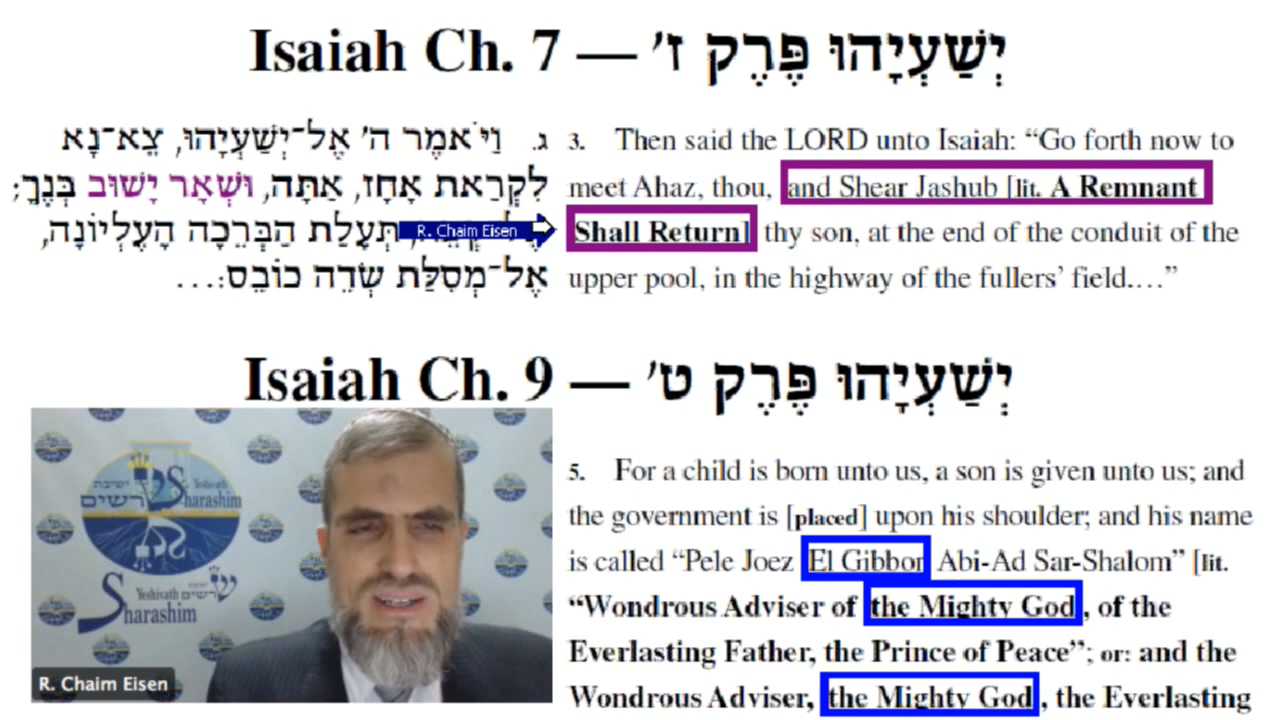 Isaiah Ch. 7 — יְשַׁעְיָהוּ פֶּרֶק ז׳
ג. וַיֹּאמֶר ה׳ אֶל־יְשַׁעְיָהוּ, צֵא־נָא
לִקְרַאת אָחָז, אַתָּה, וּשְׁאָר יָשׁוּב בְּנֶךָ;
תְּעָלַת הַבְּרֵכָה הָעֶלְיוֹנָה,
אֶל־מְסִלַּת שְׂדֵה כוֹבֵס:...
R. Chaim Eisen
3. Then said the LORD unto Isaiah: “Go forth now to
meet Ahaz, thou, and Shear Jashub [lit. A Remnant
Shall Return] thy son, at the end of the conduit of the
upper pool, in the highway of the fullers’ field.…”
Isaiah Ch. 9 — יְשַׁעְיָהוּ פֶּרֶק ט׳
5. For a child is born unto us, a son is given unto us; and
the government is [placed] upon his shoulder; and his name
is called “Pele Joez El Gibbor Abi-Ad Sar-Shalom” [lit.
“Wondrous Adviser of the Mighty God, of the
Everlasting Father, the Prince of Peace”; or: and the
Wondrous Adviser, the Mighty God, the Everlasting
ישיבת
שרשים
Sharashim
Yeshivath שרשים ישיבת
Sharashim
R. Chaim Eisen